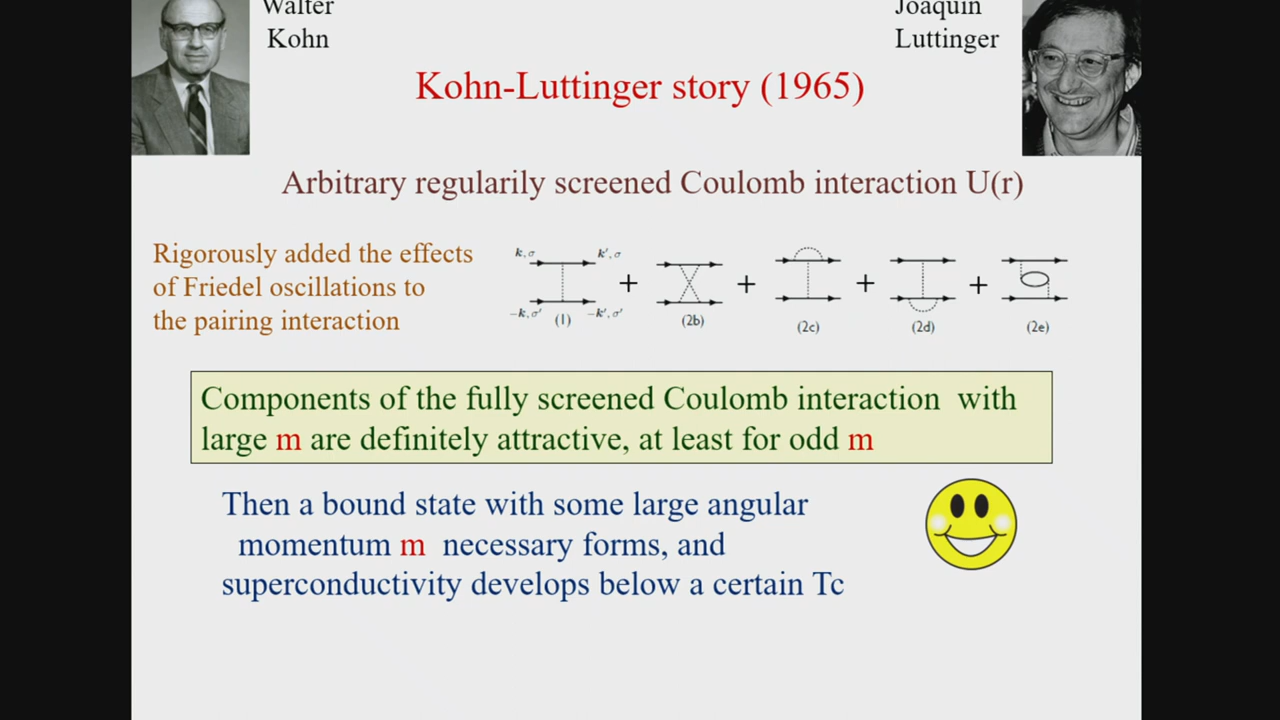 Walter
Kohn
Joaquin
Luttinger
Kohn-Luttinger story (1965)
Arbitrary regularily screened Coulomb interaction U(r)
Rigorously added the effects
of Friedel oscillations to
the pairing interaction
k,σ k′,σ
+ + + +
−k,σ′ (1) −k′,σ′ (2b) (2c) (2d) (2e)
Components of the fully screened Coulomb interaction with
large m are definitely attractive, at least for odd m
Then a bound state with some large angular
momentum m necessary forms, and
superconductivity develops below a certain Tc